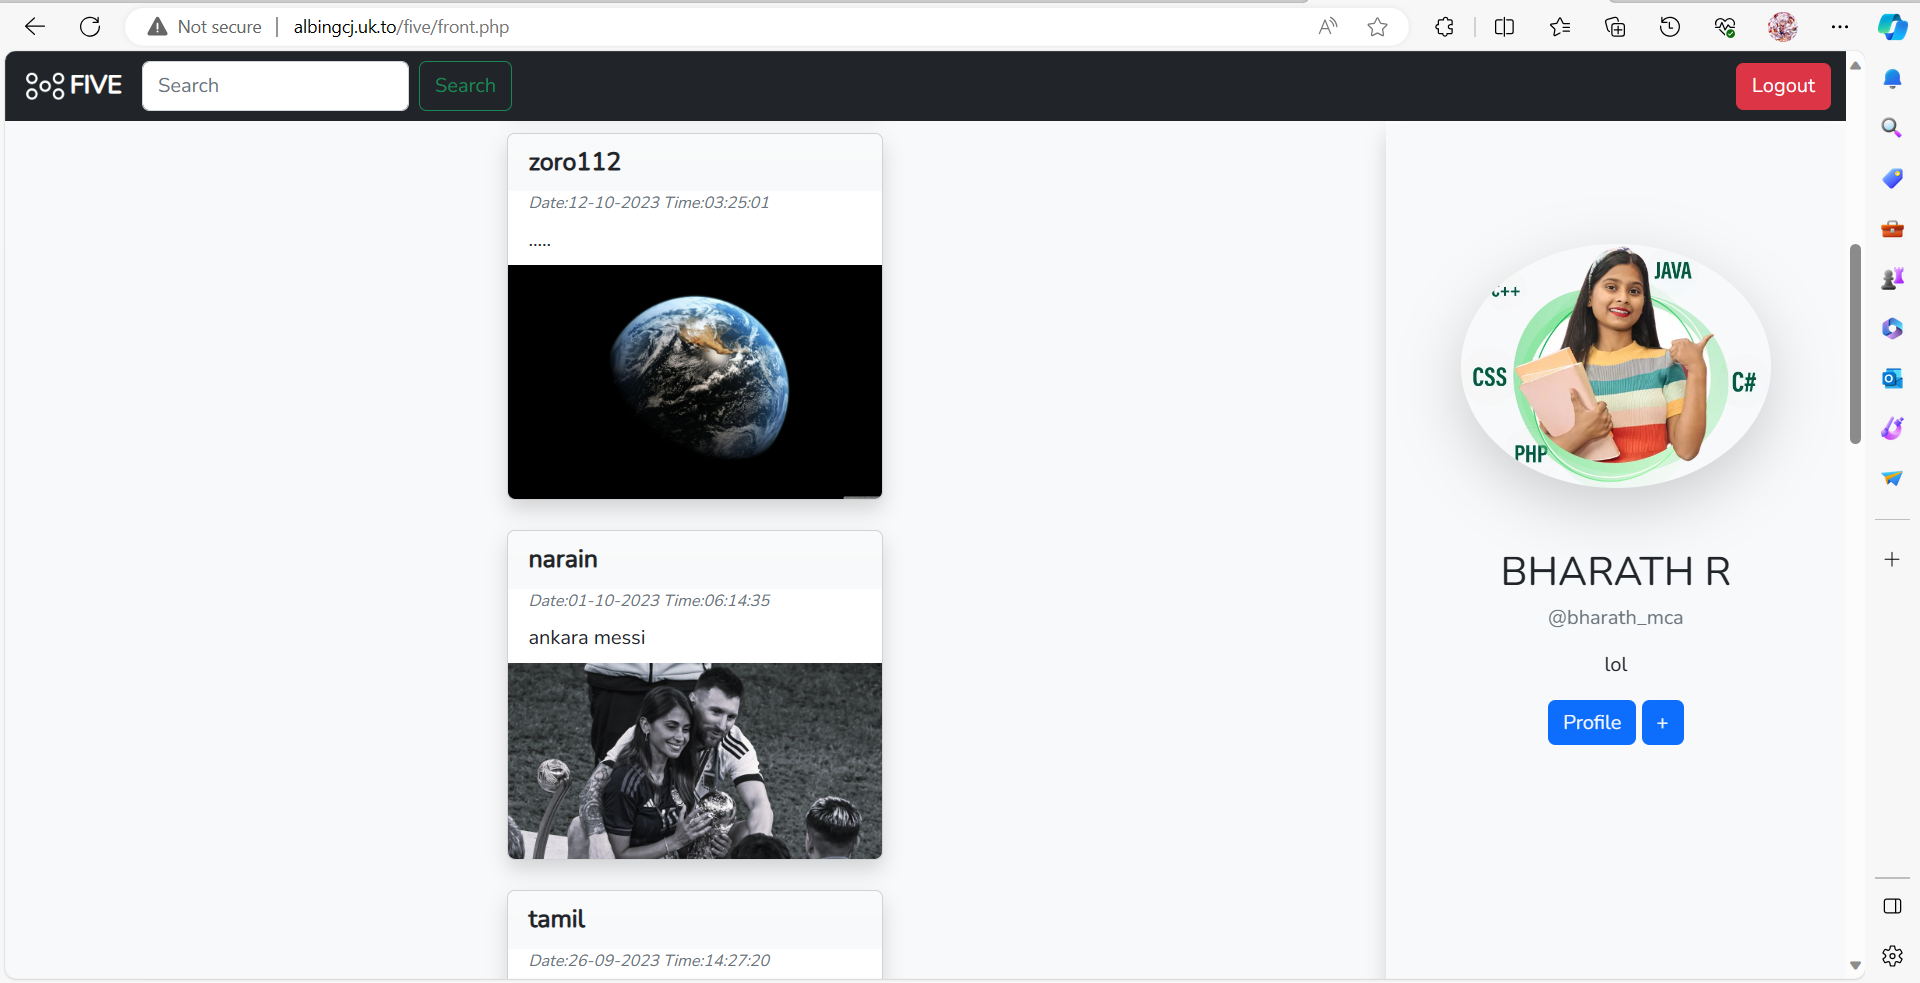 Not secure
albingcj.uk.to/five/front.php
FIVE
Search
Search
Logout
zoro112
Date:12-10-2023 Time:03:25:01
.....
narain
Date:01-10-2023 Time:06:14:35
ankara messi
tamil
Date:26-09-2023 Time:14:27:20
JAVA
C++
CSS
C#
PHP
BHARATH R
@bharath_mca
lol
Profile
+